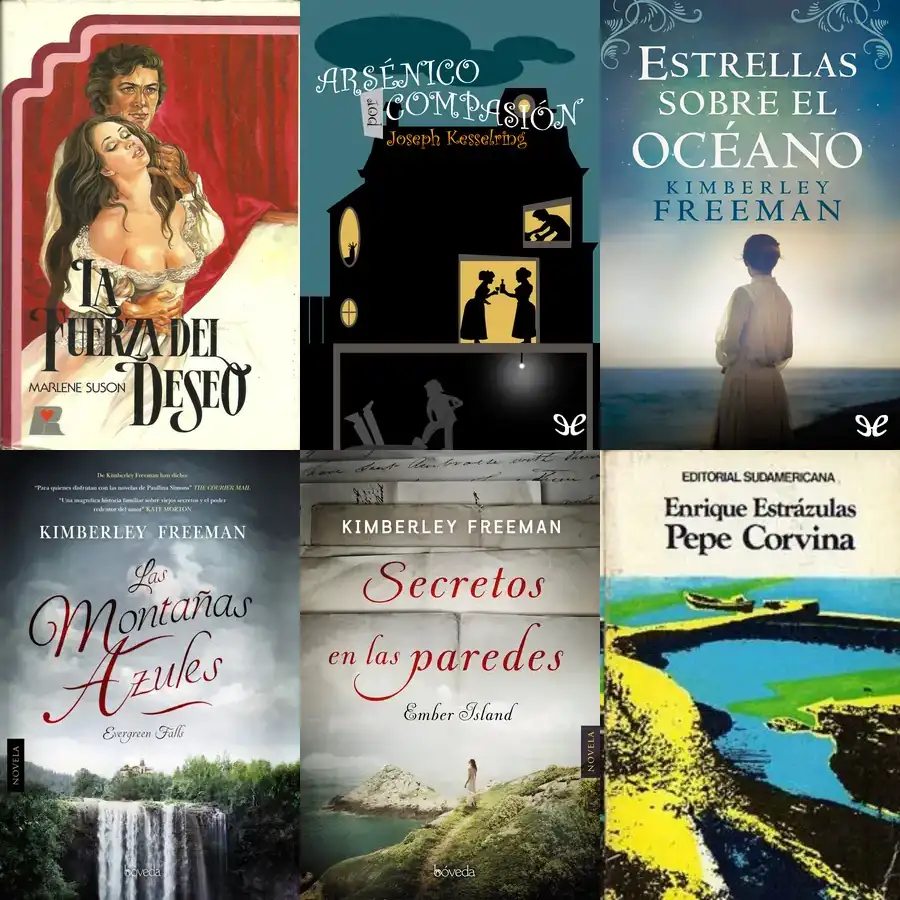 LA
FUERZA DEL
DESEO
MARLENE SUSON
R
ARSÉNICO
por COMPASIÓN
Joseph Kesselring
ESTRELLAS
SOBRE EL
OCÉANO
KIMBERLEY
FREEMAN
De Kimberley Freeman han dicho:
"Para quienes disfrutan con las novelas de Paullina Simons" THE COURIER MAIL
"Una magnífica historia familiar sobre viejos secretos y el poder
redentor del amor" KATE MORTON
KIMBERLEY FREEMAN
Las
Montañas
Azules
Evergreen Falls
NOVELA
bóveda
KIMBERLEY FREEMAN
Secretos
en las paredes
Ember Island
NOVELA
bóveda
EDITORIAL SUDAMERICANA
Enrique Estrázulas
Pepe Corvina